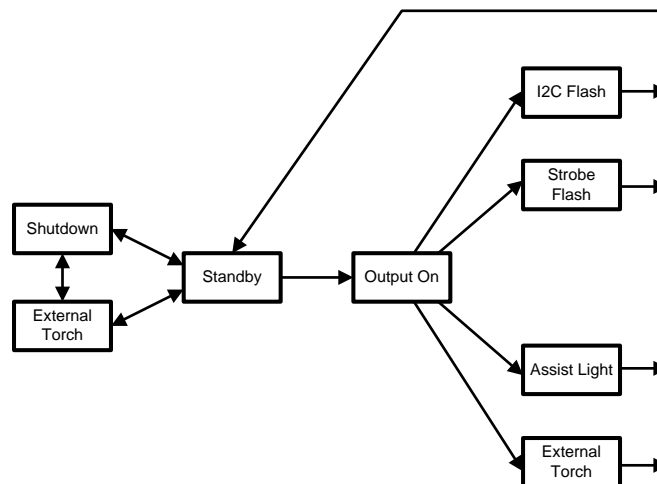 I2C Flash
Strobe
Flash
Shutdown
Standby
Output On
External
Torch
Assist Light
External
Torch